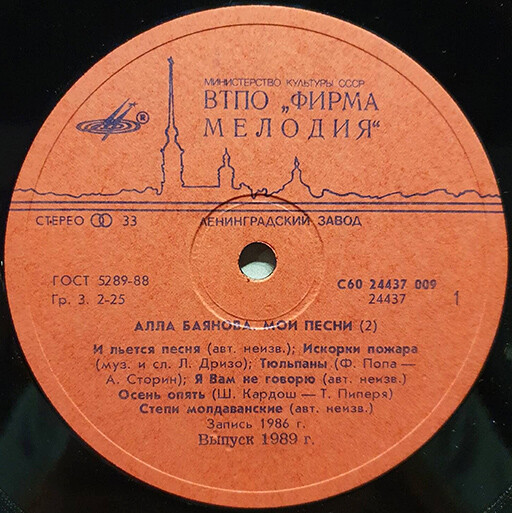 МИНИСТЕРСТВО КУЛЬТУРЫ СССР
ВТПО „ФИРМА
МЕЛОДИЯ“
®
СТЕРЕО 33 ЛЕНИНГРАДСКИЙ ЗАВОД
ГОСТ 5289-88 С60 24437 009
Гр. 3. 2-25 24437 1
АЛЛА БАЯНОВА. МОИ ПЕСНИ (2)
И льется песня (авт. неизв.); Искорки пожара
(муз. и сл. Л. Дризо); Тюльпаны (Ф. Попа —
А. Сторин); Я Вам не говорю (авт. неизв.)
Осень опять (Ш. Кардош — Т. Пиперя)
Степи молдаванские (авт. неизв.)
Запись 1986 г.
Выпуск 1989 г.